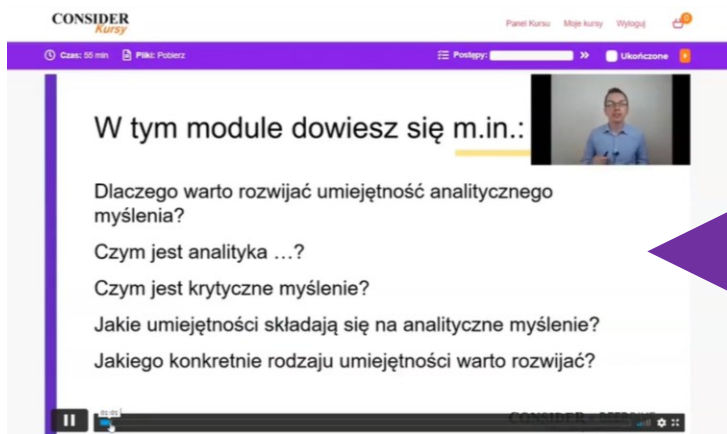 CONSIDER
Kursy
Panel Kursu Moje kursy Wyloguj 0
Czas: 55 min Pliki: Pobierz Postępy: Ukończone
W tym module dowiesz się m.in.:
Dlaczego warto rozwijać umiejętność analitycznego
myślenia?
Czym jest analityka …?
Czym jest krytyczne myślenie?
Jakie umiejętności składają się na analityczne myślenie?
Jakiego konkretnie rodzaju umiejętności warto rozwijać?
01:01
CONSIDER